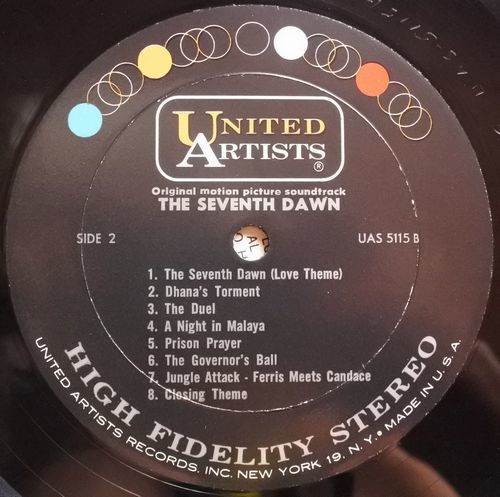 UNITED
ARTISTS
®
Original motion picture soundtrack
THE SEVENTH DAWN
SIDE 2
UAS 5115 B
1. The Seventh Dawn (Love Theme)
2. Dhana's Torment
3. The Duel
4. A Night in Malaya
5. Prison Prayer
6. The Governor's Ball
7. Jungle Attack - Ferris Meets Candace
8. Closing Theme
HIGH FIDELITY STEREO
UNITED ARTISTS RECORDS, INC. NEW YORK 19, N.Y. • MADE IN U.S.A.